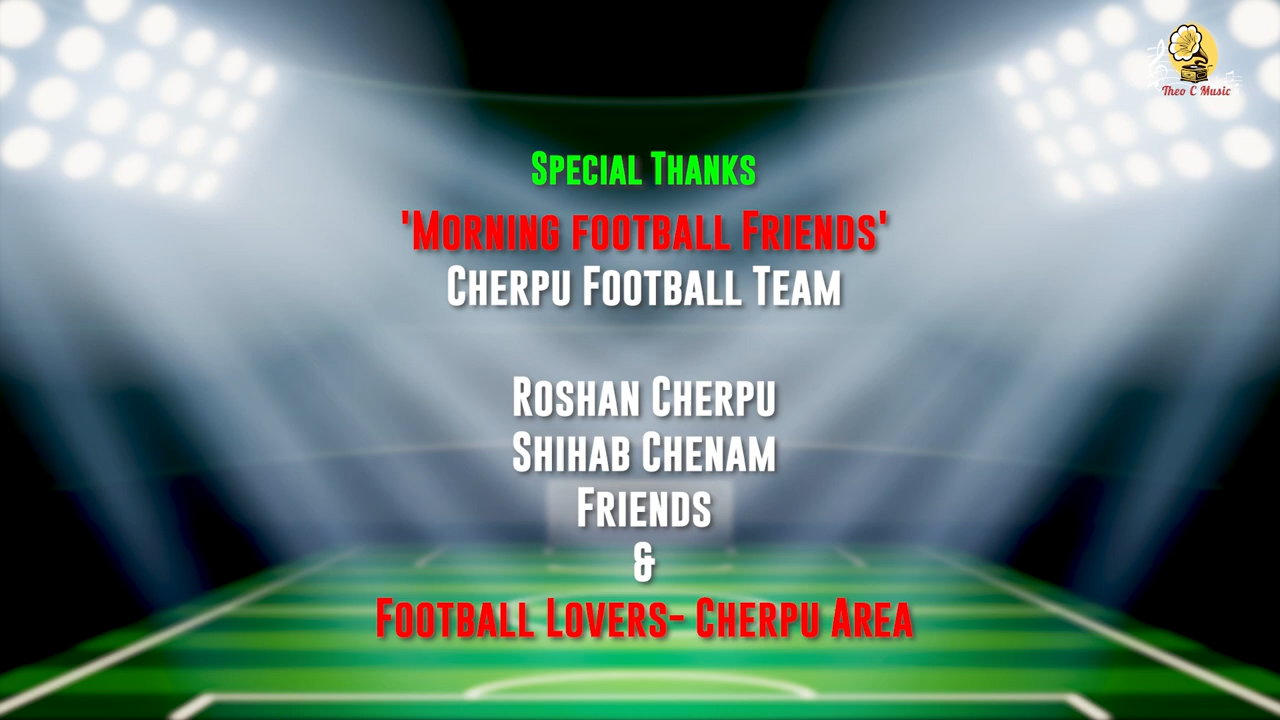 Theo C Music
Special Thanks
'Morning football Friends'
Cherpu Football Team
Roshan Cherpu
Shihab Chenam
Friends
&
Football Lovers- Cherpu Area